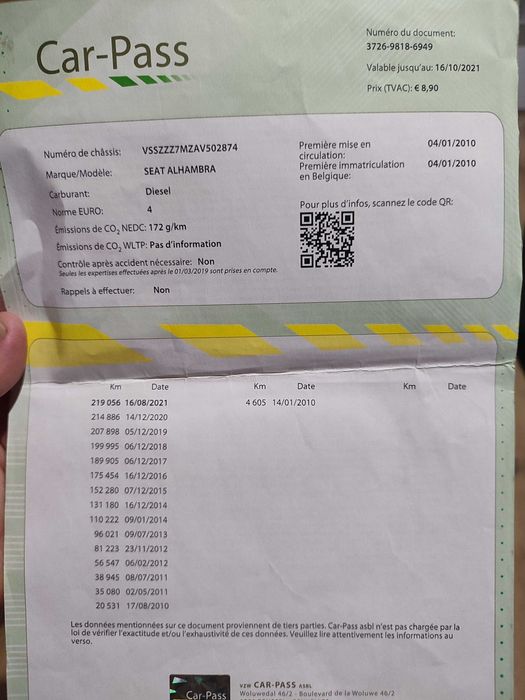 Car-Pass
Numéro du document:
3726-9818-6949
Valable jusqu'au: 16/10/2021
Prix (TVAC): € 8,90
Numéro de châssis: VSSZZZ7MZAV502874
Marque/Modèle: SEAT ALHAMBRA
Carburant: Diesel
Norme EURO: 4
Émissions de CO₂ NEDC: 172 g/km
Émissions de CO₂ WLTP: Pas d'information
Contrôle après accident nécessaire: Non
Seules les expertises effectuées après le 01/03/2019 sont prises en compte.
Rappels à effectuer: Non
Première mise en circulation: 04/01/2010
Première immatriculation en Belgique: 04/01/2010
Pour plus d'infos, scannez le code QR:
Km Date Km Date Km Date
219 056 16/08/2021 4 605 14/01/2010
214 886 14/12/2020
207 898 05/12/2019
199 995 06/12/2018
189 905 06/12/2017
175 454 16/12/2016
152 280 07/12/2015
131 180 16/12/2014
110 222 09/01/2014
96 021 09/07/2013
81 223 23/11/2012
56 547 06/02/2012
38 945 08/07/2011
35 080 02/05/2011
20 531 17/08/2010
Les données mentionnées sur ce document proviennent de tiers parties. Car-Pass asbl n'est pas chargée par la
loi de vérifier l'exactitude et/ou l'exhaustivité de ces données. Veuillez lire attentivement les informations au
verso.
Car-Pass
VZW CAR-PASS ASBL
Woluwedal 46/2 - Boulevard de la Woluwe 46/2